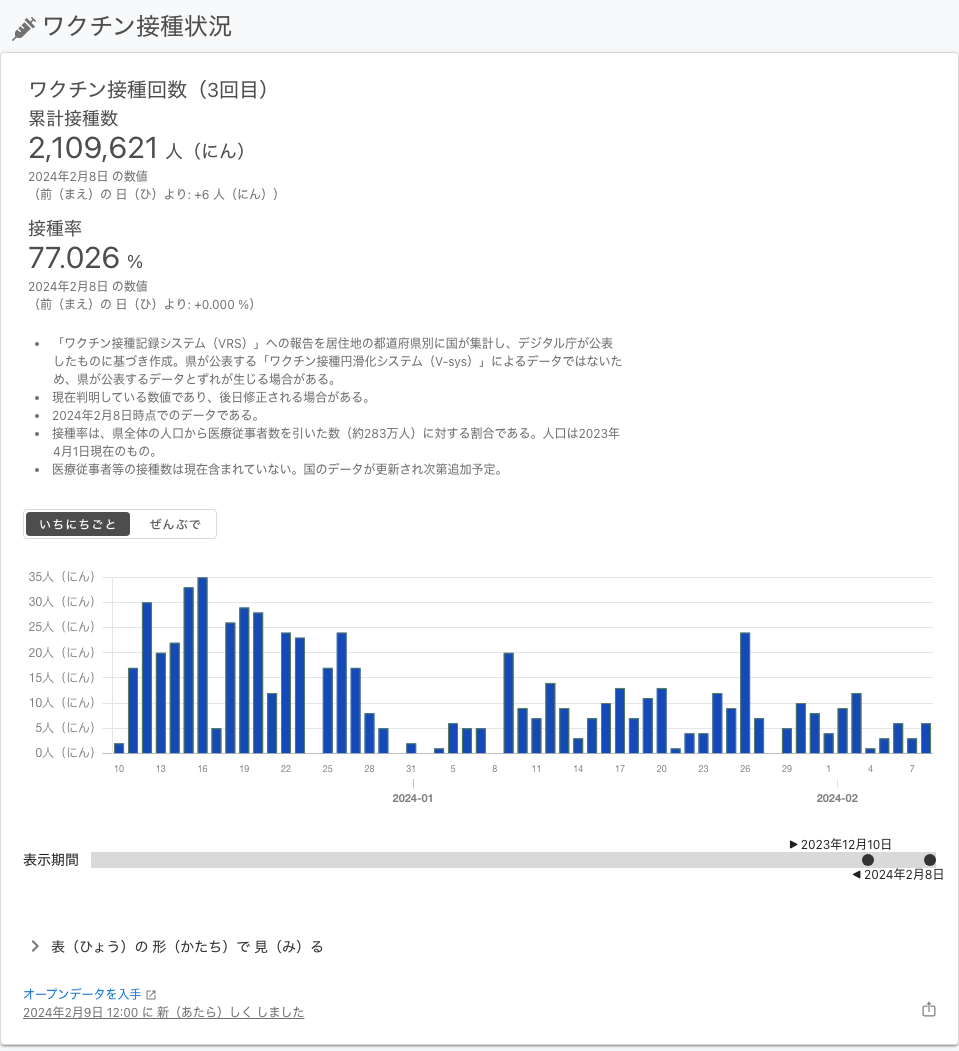 ワクチン接種状況
ワクチン接種回数（3回目）
累計接種数
2,109,621 人（にん）
2024年2月8日 の数値
（前（まえ）の 日（ひ）より: +6 人（にん））
接種率
77.026 %
2024年2月8日 の数値
（前（まえ）の 日（ひ）より: +0.000 %）
• 「ワクチン接種記録システム（VRS）」への報告を居住地の都道府県別に国が集計し、デジタル庁が公表
したものに基づき作成。県が公表する「ワクチン接種円滑化システム（V-sys）」によるデータではないた
め、県が公表するデータとずれが生じる場合がある。
• 現在判明している数値であり、後日修正される場合がある。
• 2024年2月8日時点でのデータである。
• 接種率は、県全体の人口から医療従事者数を引いた数（約283万人）に対する割合である。人口は2023年
4月1日現在のもの。
• 医療従事者等の接種数は現在含まれていない。国のデータが更新され次第追加予定。
いちにちごと ぜんぶで
35人（にん）
30人（にん）
25人（にん）
20人（にん）
15人（にん）
10人（にん）
5人（にん）
0人（にん）
10 13 16 19 22 25 28 31 5 8 11 14 17 20 23 26 29 1 4 7
2024-01 2024-02
▶ 2023年12月10日
表示期間
◀ 2024年2月8日
表（ひょう）の 形（かたち）で 見（み）る
オープンデータを入手
2024年2月9日 12:00 に 新（あたら）しく しました